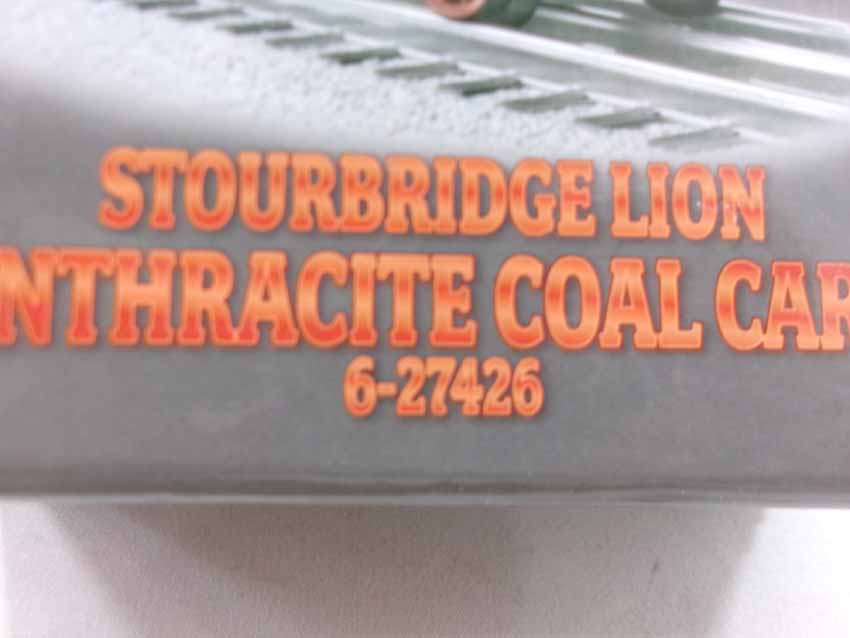 STOURBRIDGE LION
NTHRACITE COAL CAR
6-27426